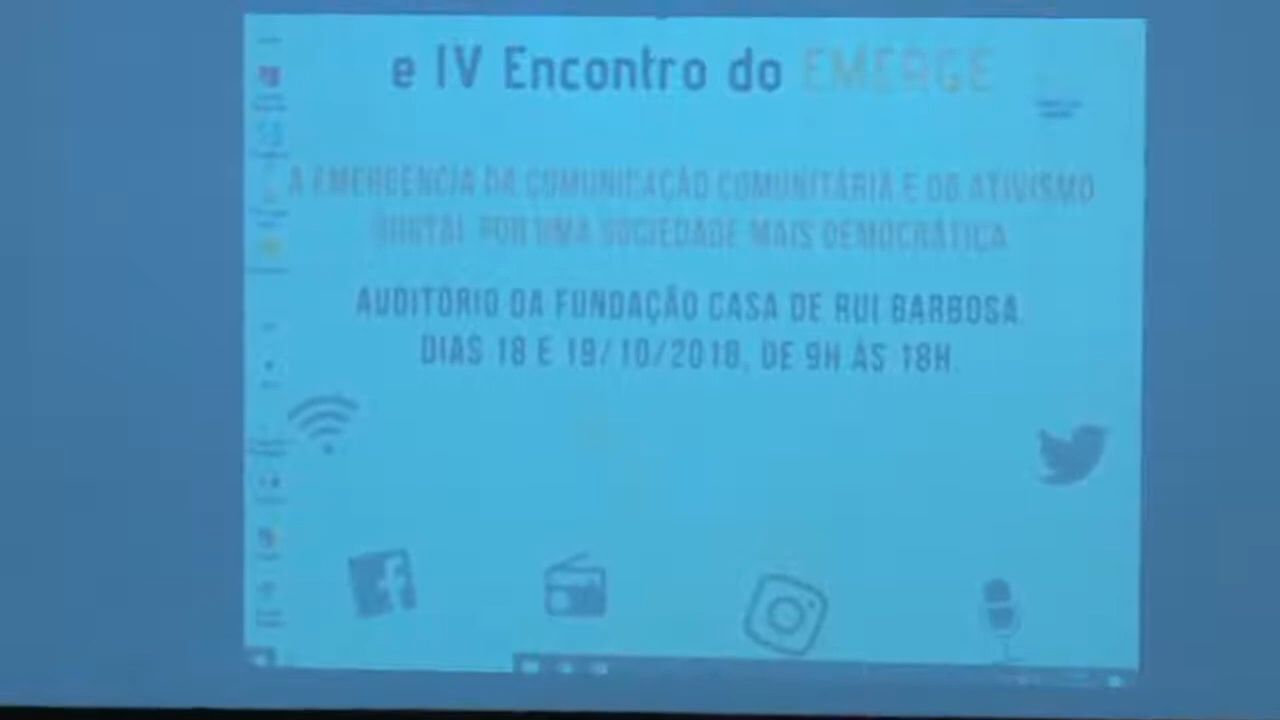 e IV Encontro do EMERGE
A EMERGÊNCIA DA COMUNICAÇÃO COMUNITÁRIA E DO ATIVISMO
DIGITAL POR UMA SOCIEDADE MAIS DEMOCRÁTICA
AUDITÓRIO DA FUNDAÇÃO CASA DE RUI BARBOSA.
DIAS 18 E 19/10/2018, DE 9H ÀS 18H.